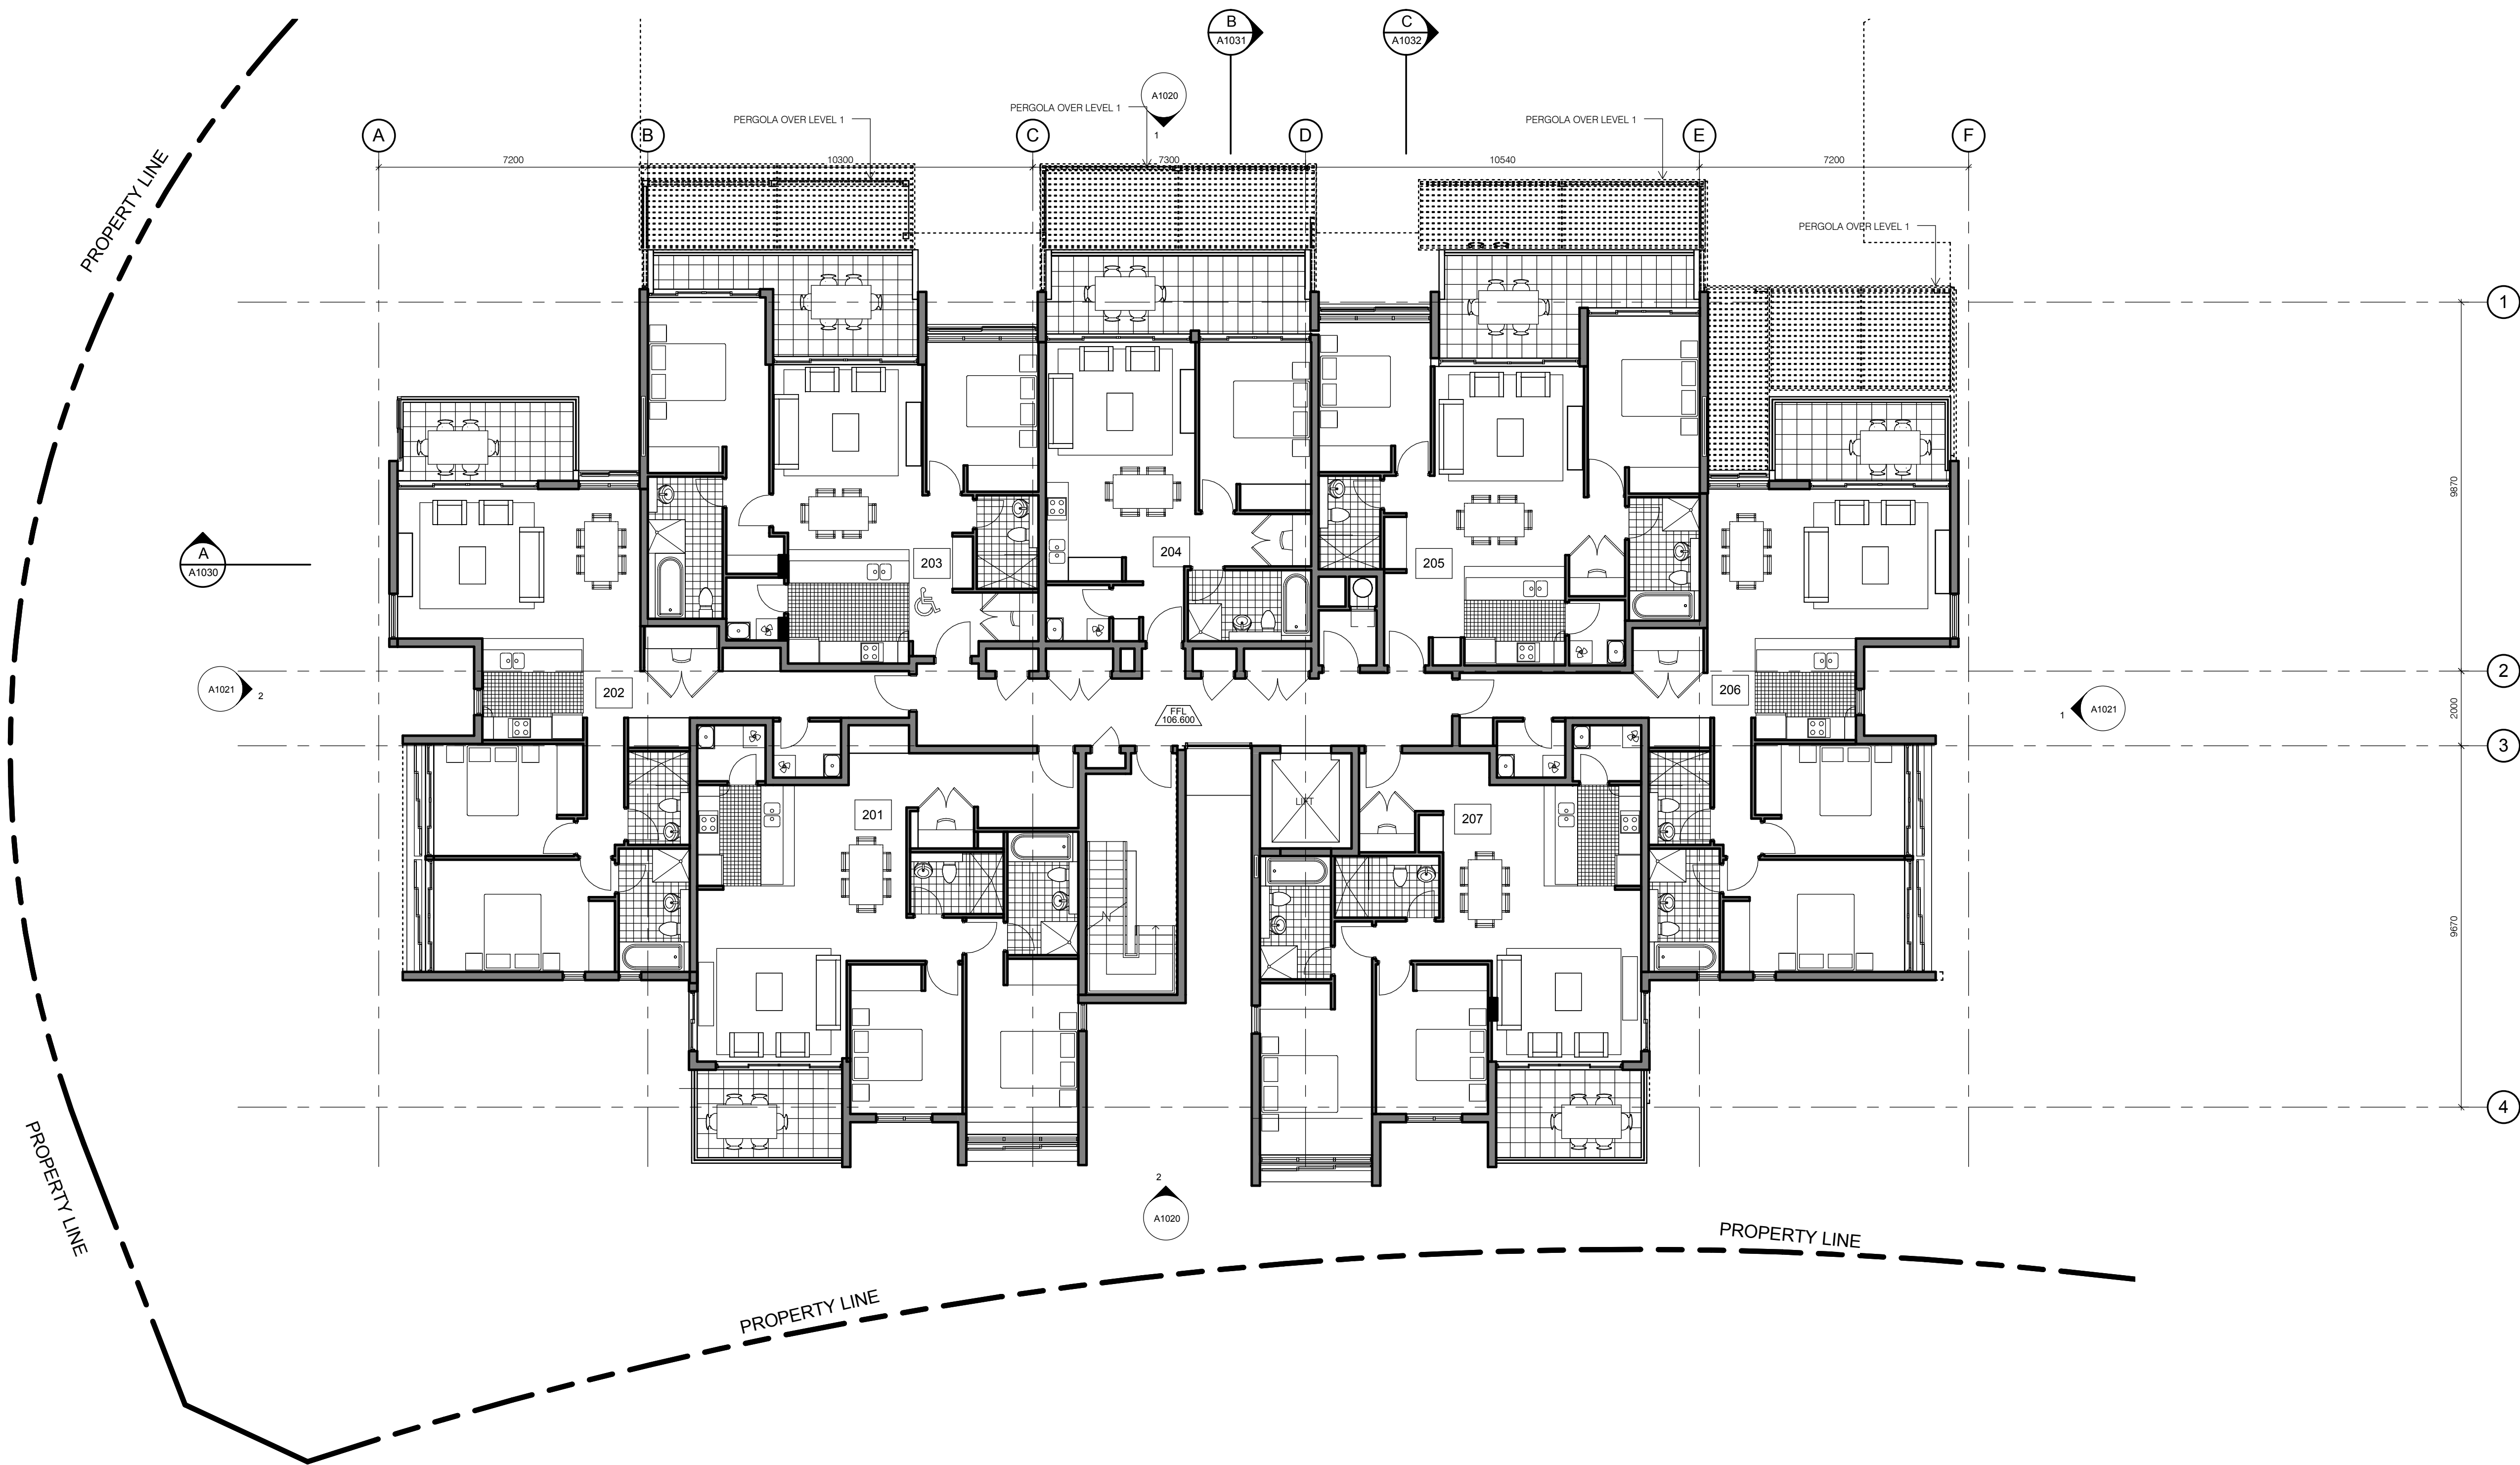 B
A1031
C
A1032
A1020
1
PERGOLA OVER LEVEL 1
PERGOLA OVER LEVEL 1
PERGOLA OVER LEVEL 1
A
B
C
D
E
F
7200
10300
7300
10540
7200
PROPERTY LINE
PERGOLA OVER LEVEL 1
1
9870
A
A1030
203
204
205
A1021
2
202
206
2
FFL
106.600
2000
1
A1021
3
LIFT
201
207
9670
4
2
A1020
PROPERTY LINE
PROPERTY LINE
PROPERTY LINE